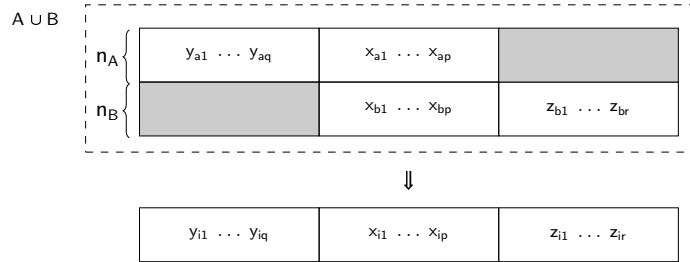 A ∪ B
n_A y_a1 ... y_aq x_a1 ... x_ap
n_B x_b1 ... x_bp z_b1 ... z_br
⇓
y_i1 ... y_iq x_i1 ... x_ip z_i1 ... z_ir